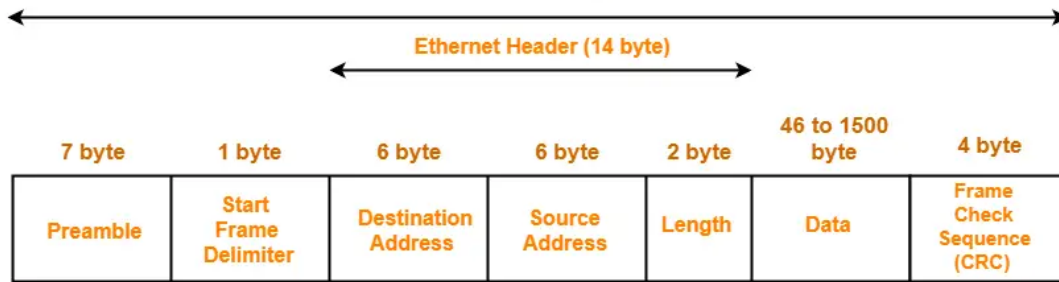 Ethernet Header (14 byte)
46 to 1500
7 byte 1 byte 6 byte 6 byte 2 byte byte 4 byte
Preamble
Start
Frame
Delimiter
Destination
Address
Source
Address
Length
Data
Frame
Check
Sequence
(CRC)